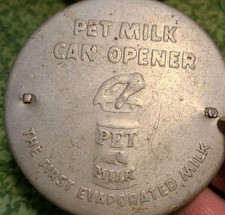 PET MILK
CAN OPENER
PET
MILK
THE FIRST EVAPORATED MILK